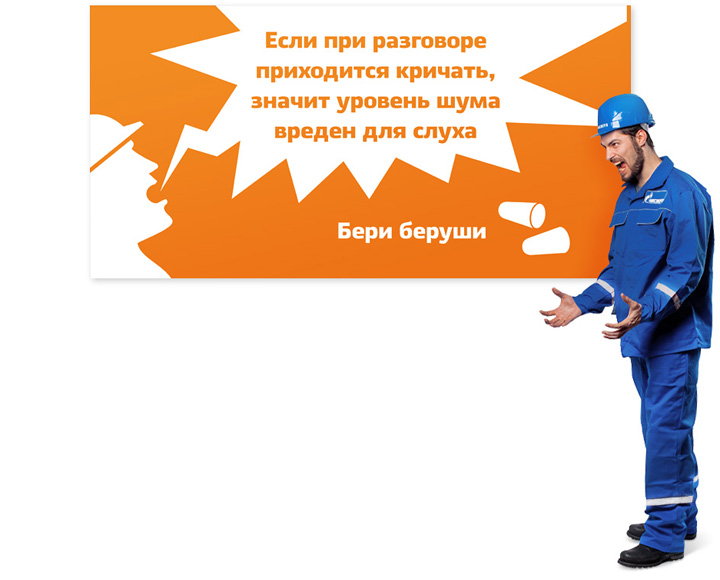 Если при разговоре
приходится кричать,
значит уровень шума
вреден для слуха
Бери беруши